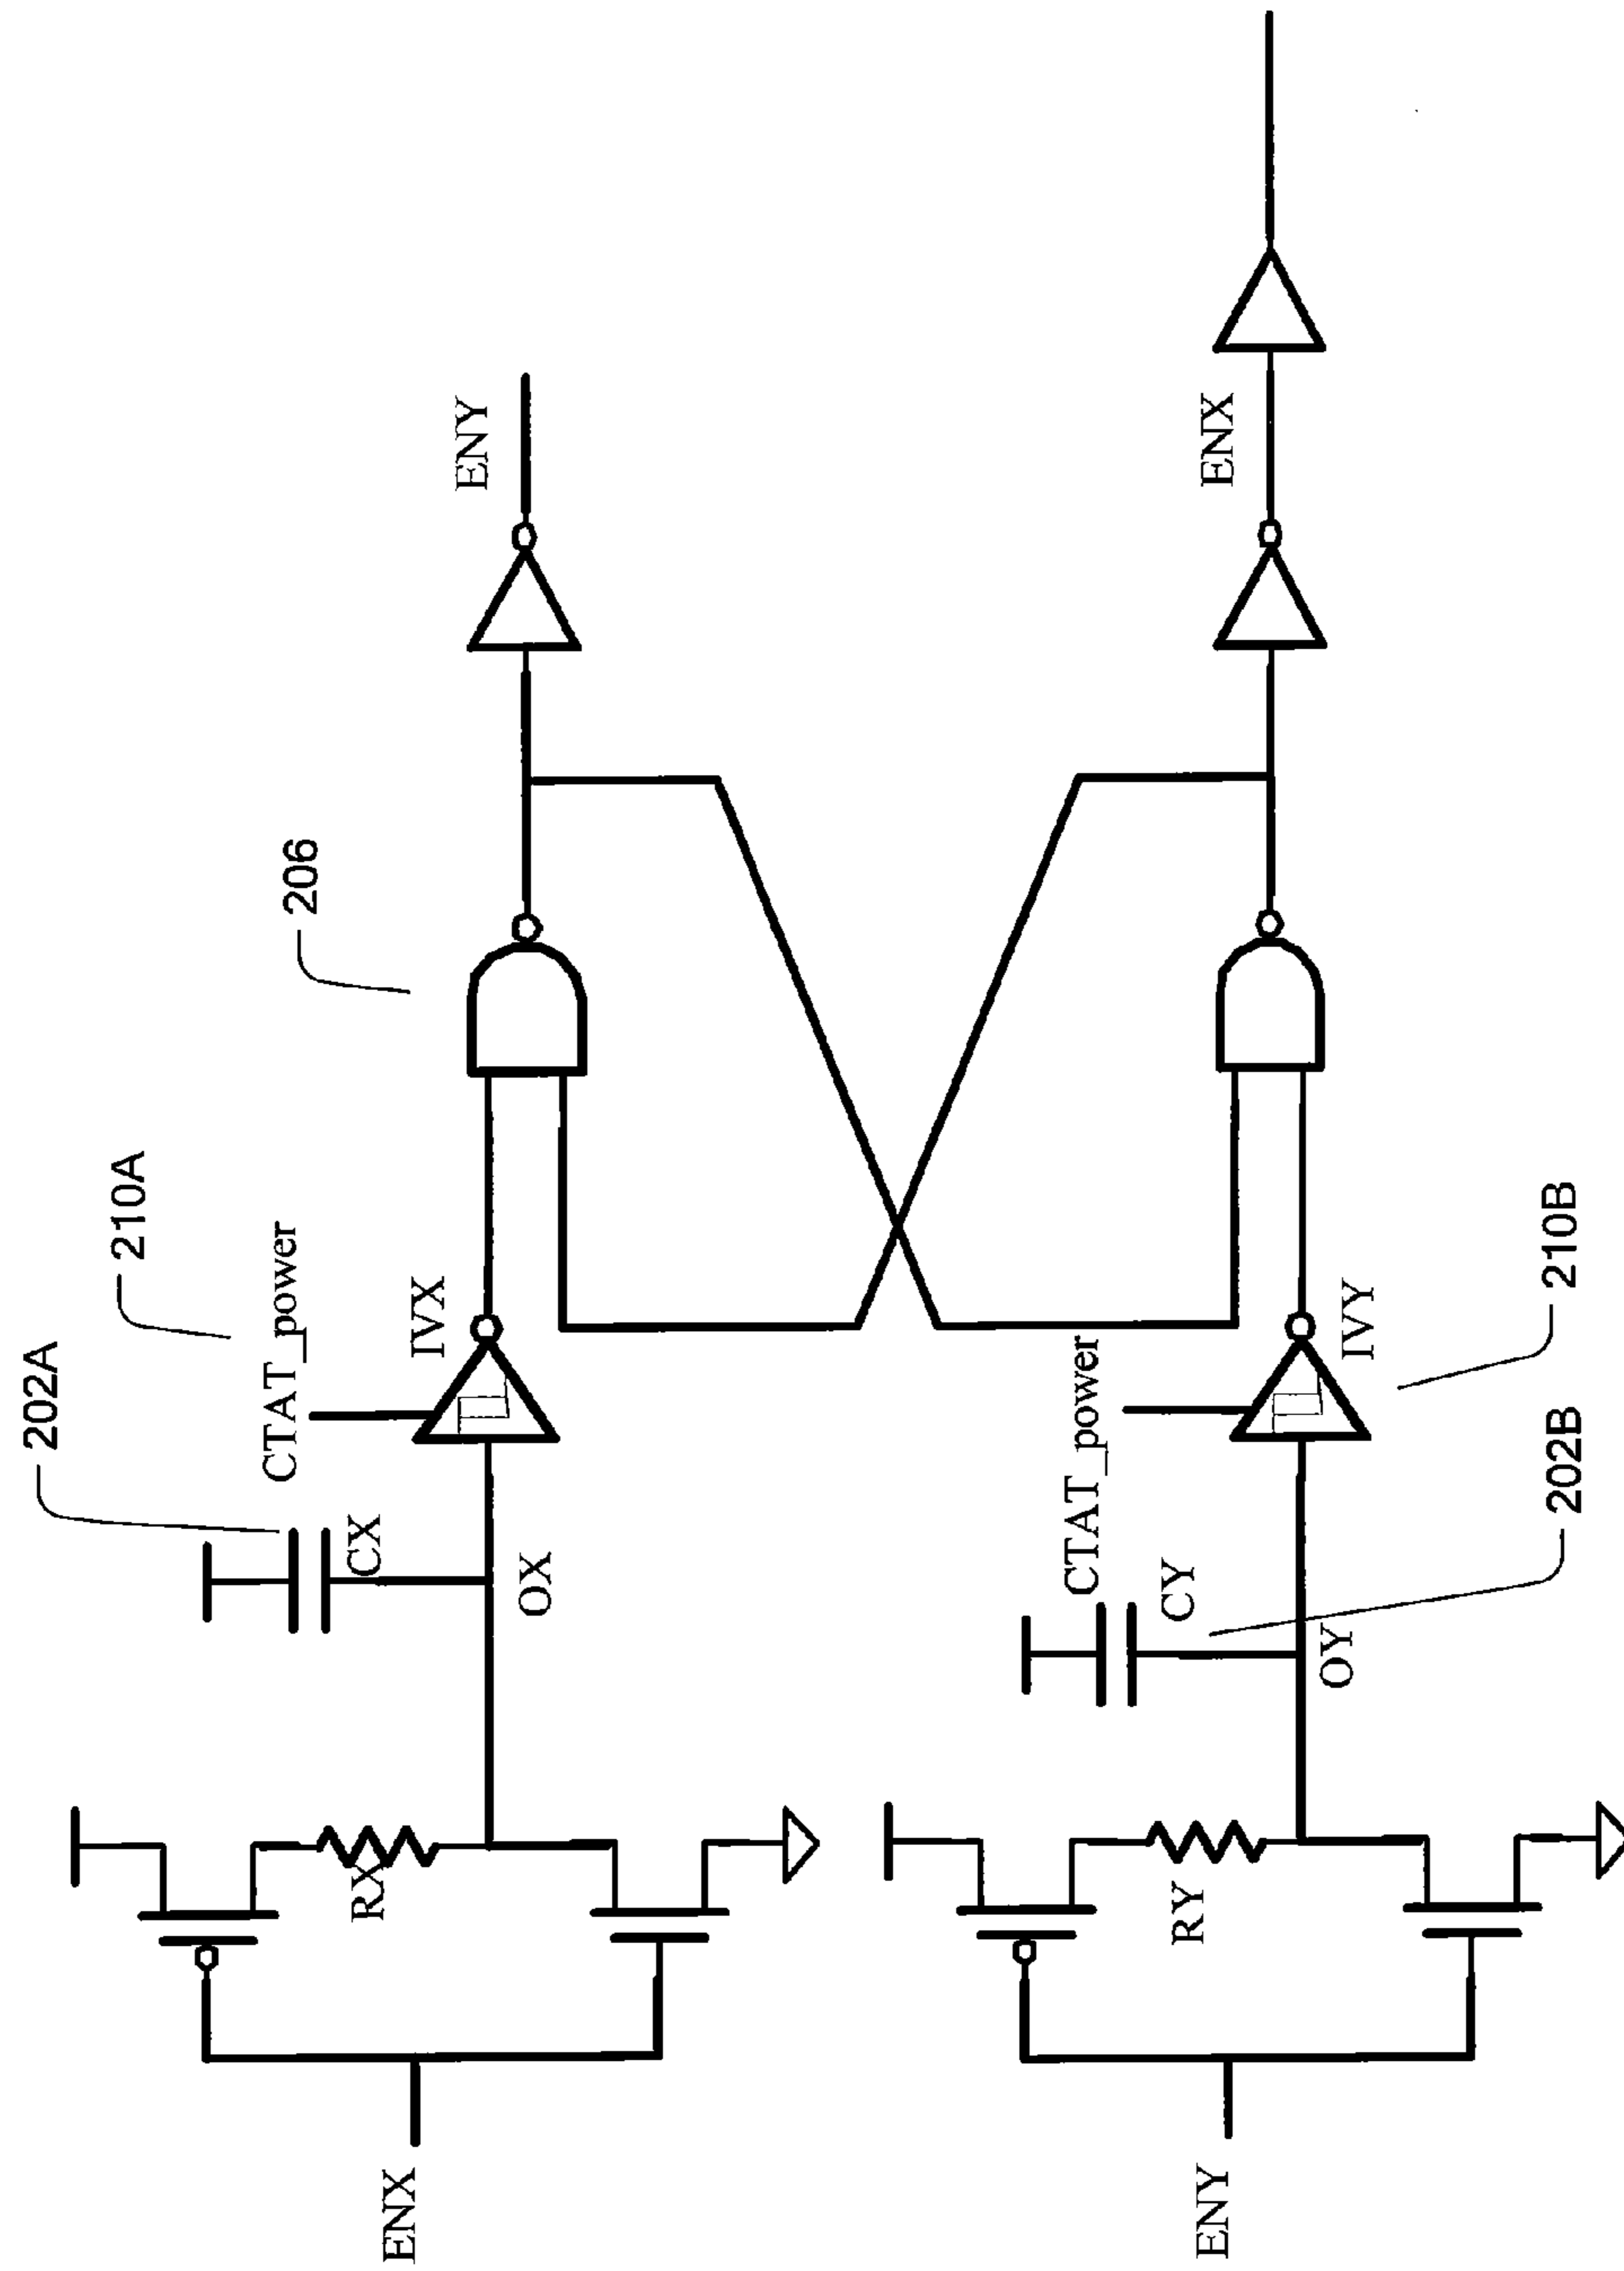 202A
210A
206
CTAT_power
CX
IVX
ENY
RX
OX
ENX
CTAT_power
CY
IVY
ENX
RY
OY
ENY
202B
210B